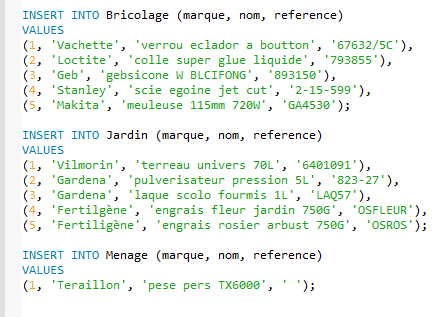 INSERT INTO Bricolage (marque, nom, reference)
VALUES
(1, 'Vachette', 'verrou eclador a boutton', '67632/5C'),
(2, 'Loctite', 'colle super glue liquide', '793855'),
(3, 'Geb', 'gebsicone W BLCIFONG', '893150'),
(4, 'Stanley', 'scie egoine jet cut', '2-15-599'),
(5, 'Makita', 'meuleuse 115mm 720W', 'GA4530');
INSERT INTO Jardin (marque, nom, reference)
VALUES
(1, 'Vilmorin', 'terreau univers 70L', '6401091'),
(2, 'Gardena', 'pulverisateur pression 5L', '823-27'),
(3, 'Gardena', 'laque scolo fourmis 1L', 'LAQ57'),
(4, 'Fertilgène', 'engrais fleur jardin 750G', 'OSFLEUR'),
(5, 'Fertiligène', 'engrais rosier arbust 750G', 'OSROS');
INSERT INTO Menage (marque, nom, reference)
VALUES
(1, 'Teraillon', 'pese pers TX6000', ' ');